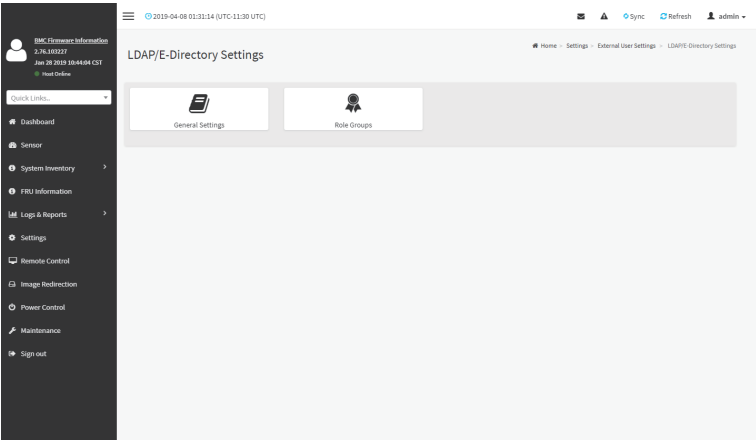 2019-04-08 01:31:14 (UTC-11:30 UTC)
Sync
Refresh
admin
BMC Firmware Information
2.76.103227
Jan 28 2019 10:44:04 CST
Host Online
Quick Links..
Dashboard
Sensor
System Inventory
FRU Information
Logs & Reports
Settings
Remote Control
Image Redirection
Power Control
Maintenance
Sign out
LDAP/E-Directory Settings
Home > Settings > External User Settings > LDAP/E-Directory Settings
General Settings
Role Groups